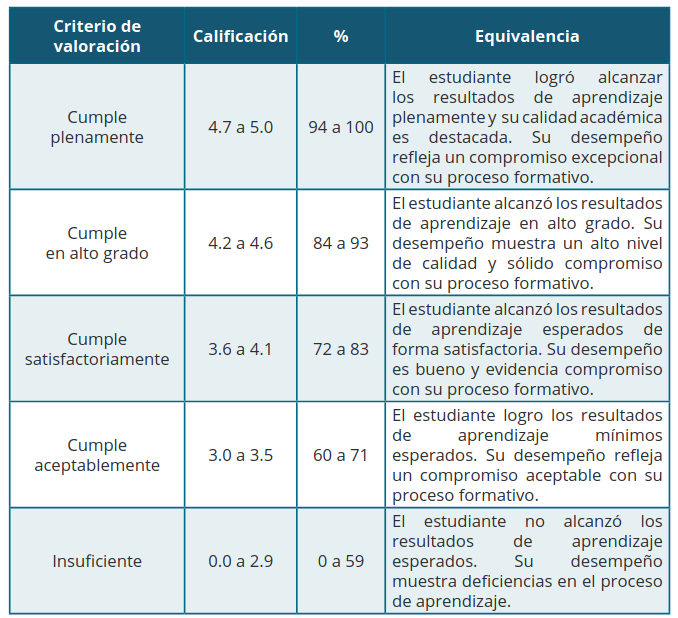 Criterio de
valoración
Calificación
%
Equivalencia
Cumple
plenamente
4.7 a 5.0
94 a 100
El estudiante logró alcanzar
los resultados de aprendizaje
plenamente y su calidad académica
es destacada. Su desempeño
refleja un compromiso excepcional
con su proceso formativo.
Cumple
en alto grado
4.2 a 4.6
84 a 93
El estudiante alcanzó los resultados
de aprendizaje en alto grado. Su
desempeño muestra un alto nivel
de calidad y sólido compromiso
con su proceso formativo.
Cumple
satisfactoriamente
3.6 a 4.1
72 a 83
El estudiante alcanzó los resultados
de aprendizaje esperados de
forma satisfactoria. Su desempeño
es bueno y evidencia compromiso
con su proceso formativo.
Cumple
aceptablemente
3.0 a 3.5
60 a 71
El estudiante logro los resultados
de aprendizaje mínimos
esperados. Su desempeño refleja
un compromiso aceptable con su
proceso formativo.
Insuficiente
0.0 a 2.9
0 a 59
El estudiante no alcanzó los
resultados de aprendizaje
esperados. Su desempeño
muestra deficiencias en el proceso
de aprendizaje.